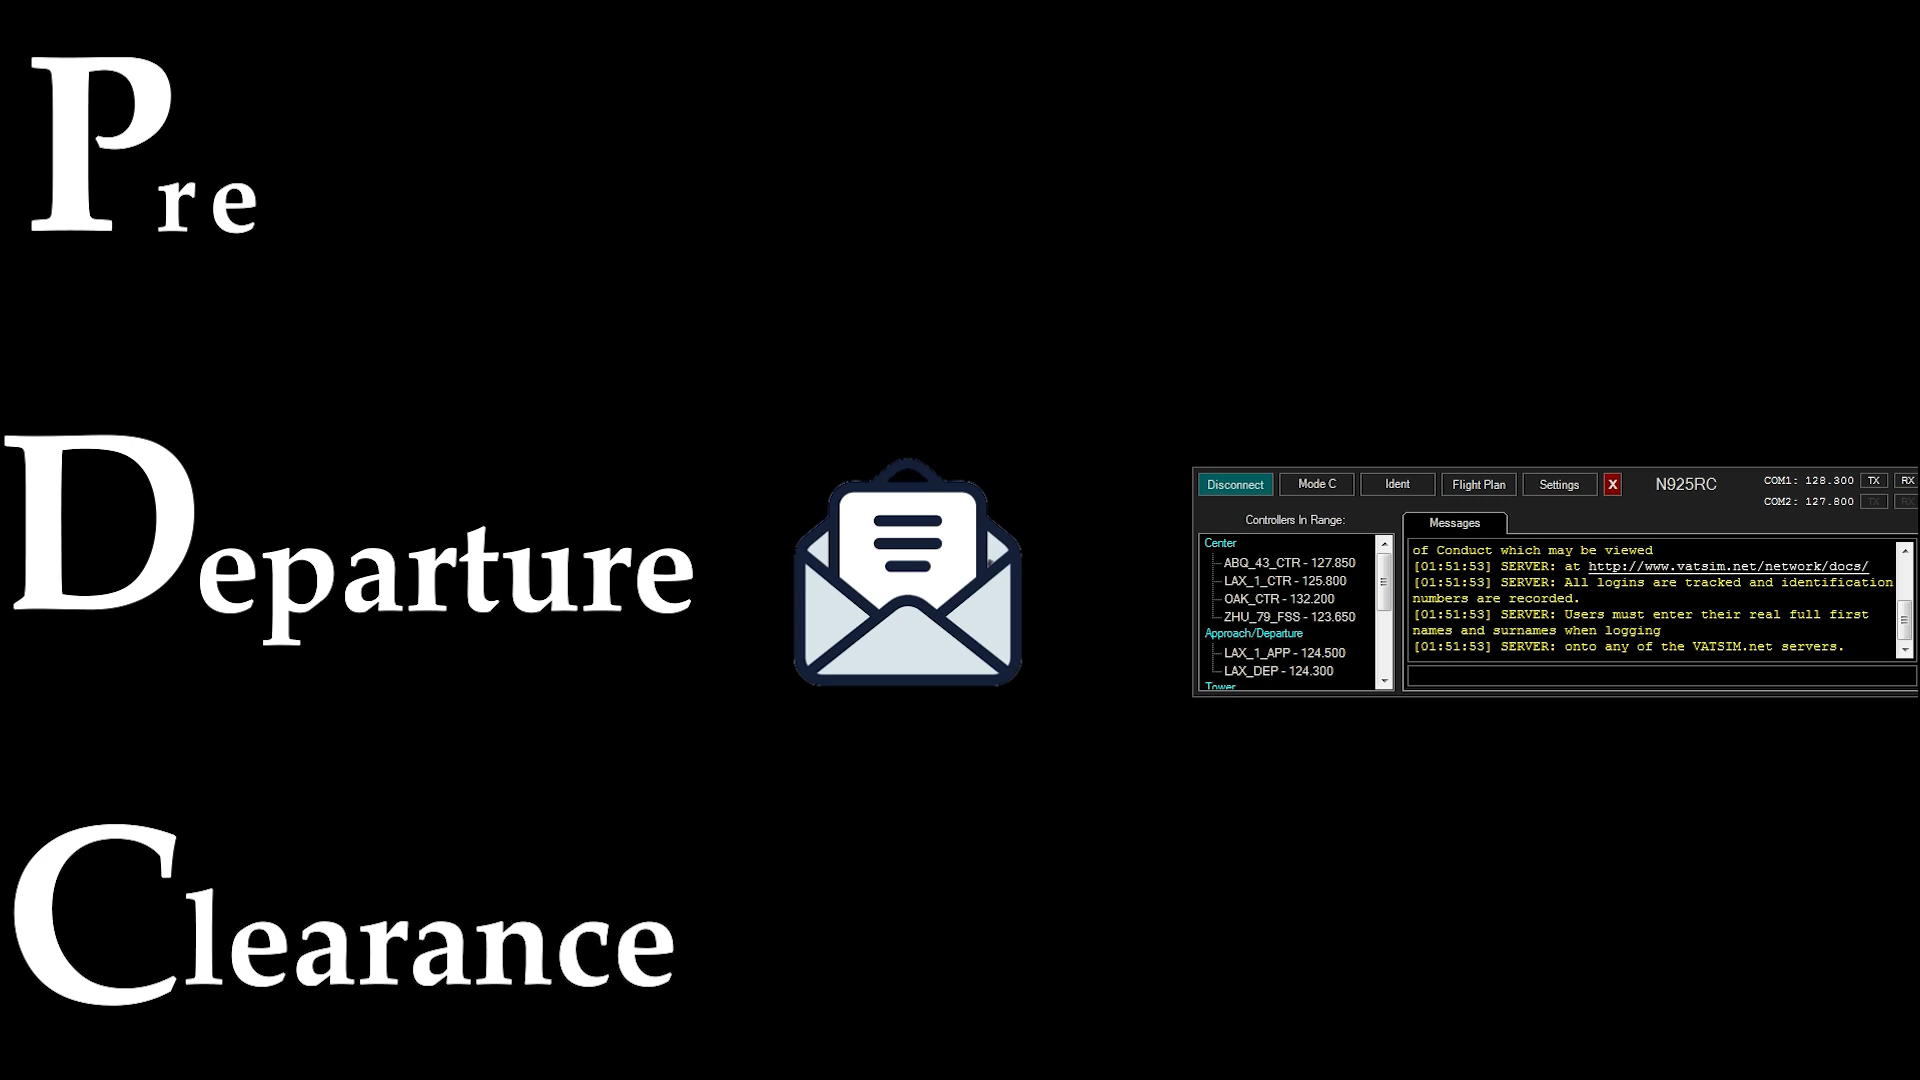 Pre
Departure
Clearance
Disconnect
Mode C
Ident
Flight Plan
Settings
X
N925RC
COM1: 128.300 TX RX
COM2: 127.800 TX RX
Controllers In Range:
Center
ABQ_43_CTR - 127.850
LAX_1_CTR - 125.800
OAK_CTR - 132.200
ZHU_79_FSS - 123.650
Approach/Departure
LAX_1_APP - 124.500
LAX_DEP - 124.300
Tower
Messages
of Conduct which may be viewed
[01:51:53] SERVER: at http://www.vatsim.net/network/docs/
[01:51:53] SERVER: All logins are tracked and identification
numbers are recorded.
[01:51:53] SERVER: Users must enter their real full first
names and surnames when logging
[01:51:53] SERVER: onto any of the VATSIM.net servers.